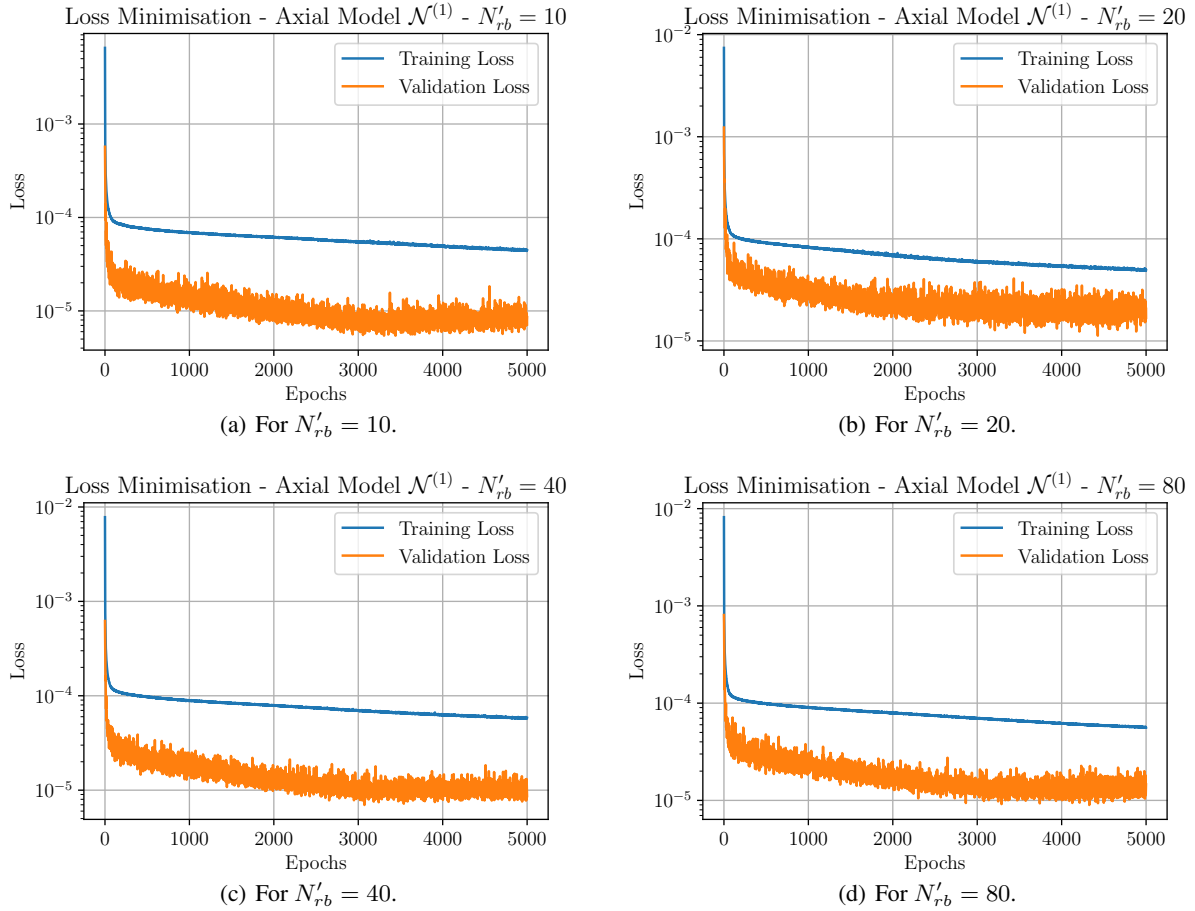 Loss Minimisation - Axial Model 𝒩⁽¹⁾ - N′_rb = 10
Training Loss
Validation Loss
10⁻³
10⁻⁴
10⁻⁵
Loss
0 1000 2000 3000 4000 5000
Epochs
(a) For N′_rb = 10.
Loss Minimisation - Axial Model 𝒩⁽¹⁾ - N′_rb = 20
Training Loss
Validation Loss
10⁻²
10⁻³
10⁻⁴
10⁻⁵
Loss
0 1000 2000 3000 4000 5000
Epochs
(b) For N′_rb = 20.
Loss Minimisation - Axial Model 𝒩⁽¹⁾ - N′_rb = 40
Training Loss
Validation Loss
10⁻²
10⁻³
10⁻⁴
10⁻⁵
Loss
0 1000 2000 3000 4000 5000
Epochs
(c) For N′_rb = 40.
Loss Minimisation - Axial Model 𝒩⁽¹⁾ - N′_rb = 80
Training Loss
Validation Loss
10⁻²
10⁻³
10⁻⁴
10⁻⁵
Loss
0 1000 2000 3000 4000 5000
Epochs
(d) For N′_rb = 80.